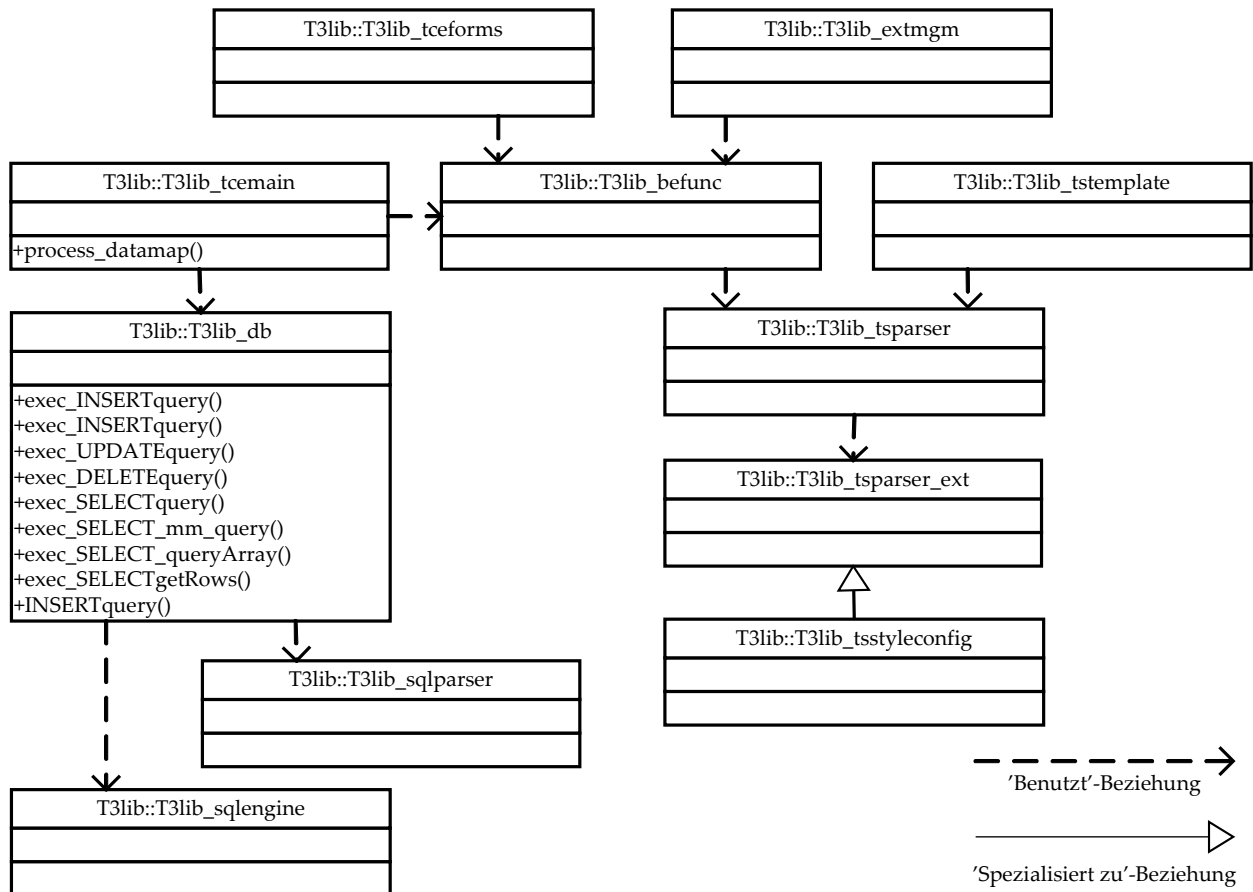 T3lib::T3lib_tceforms
T3lib::T3lib_extmgm
T3lib::T3lib_tcemain
+process_datamap()
T3lib::T3lib_befunc
T3lib::T3lib_tstemplate
T3lib::T3lib_db
+exec_INSERTquery()
+exec_INSERTquery()
+exec_UPDATEquery()
+exec_DELETEquery()
+exec_SELECTquery()
+exec_SELECT_mm_query()
+exec_SELECT_queryArray()
+exec_SELECTgetRows()
+INSERTquery()
T3lib::T3lib_tsparser
T3lib::T3lib_tsparser_ext
T3lib::T3lib_tsstyleconfig
T3lib::T3lib_sqlparser
T3lib::T3lib_sqlengine
'Benutzt'-Beziehung
'Spezialisiert zu'-Beziehung